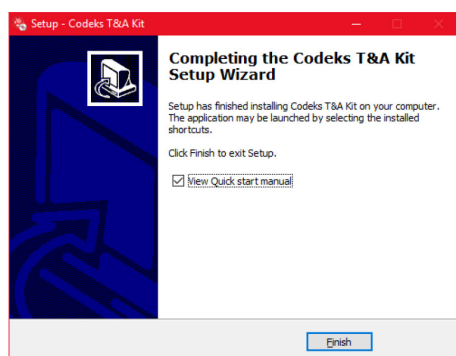 Setup - Codeks T&A Kit
Completing the Codeks T&A Kit
Setup Wizard
Setup has finished installing Codeks T&A Kit on your computer.
The application may be launched by selecting the installed
shortcuts.
Click Finish to exit Setup.
View Quick start manual
Finish